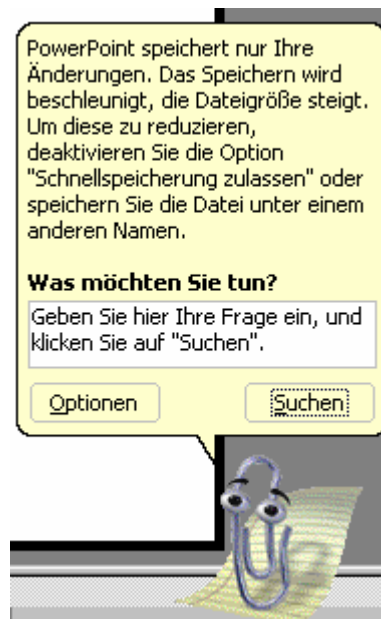 PowerPoint speichert nur Ihre
Änderungen. Das Speichern wird
beschleunigt, die Dateigröße steigt.
Um diese zu reduzieren,
deaktivieren Sie die Option
"Schnellspeicherung zulassen" oder
speichern Sie die Datei unter einem
anderen Namen.
Was möchten Sie tun?
Geben Sie hier Ihre Frage ein, und
klicken Sie auf "Suchen".
Optionen Suchen